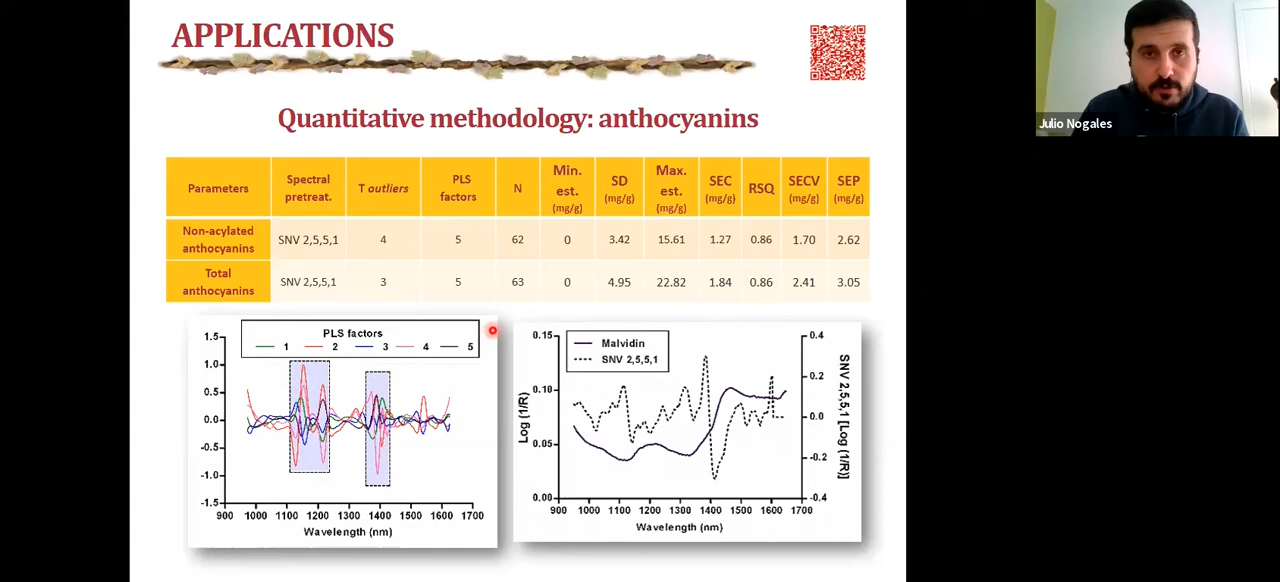 APPLICATIONS
Julio Nogales
Quantitative methodology: anthocyanins
Parameters
Spectral
pretreat.
T outliers
PLS
factors
N
Min.
est.
(mg/g)
SD
(mg/g)
Max.
est.
(mg/g)
SEC
(mg/g)
RSQ
SECV
(mg/g)
SEP
(mg/g)
Non-acylated
anthocyanins
SNV 2,5,5,1
4
5
62
0
3.42
15.61
1.27
0.86
1.70
2.62
Total
anthocyanins
SNV 2,5,5,1
3
5
63
0
4.95
22.82
1.84
0.86
2.41
3.05
PLS factors
1 2 3 4 5
1.5
1.0
0.5
0.0
-0.5
-1.0
-1.5
900 1000 1100 1200 1300 1400 1500 1600 1700
Wavelength (nm)
Malvidin
SNV 2,5,5,1
Log (1/R)
0.15
0.10
0.05
0.00
0.4
0.2
0.0
-0.2
-0.4
SNV 2,5,5,1 [Log (1/R)]
900 1000 1100 1200 1300 1400 1500 1600 1700
Wavelength (nm)